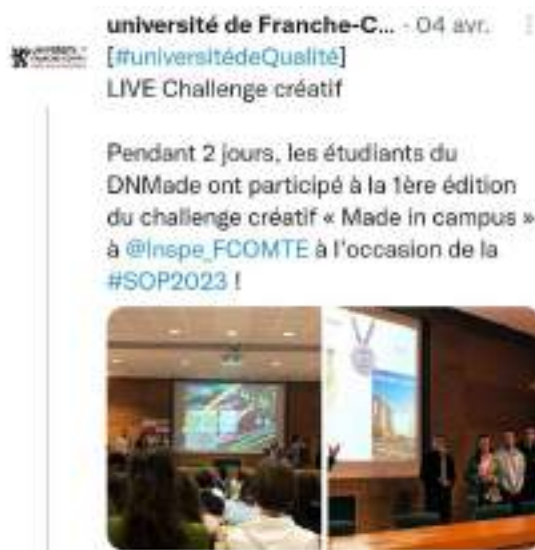 université de Franche-C... · 04 avr.
[#universitédeQualité]
LIVE Challenge créatif
Pendant 2 jours, les étudiants du
DNMade ont participé à la 1ère édition
du challenge créatif « Made in campus »
à @Inspe_FCOMTE à l'occasion de la
#SOP2023 !